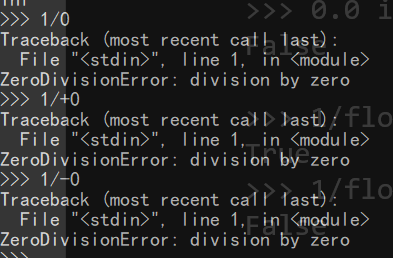 >>> 1/0
Traceback (most recent call last):
  File "<stdin>", line 1, in <module>
ZeroDivisionError: division by zero
>>> 1/+0
Traceback (most recent call last):
  File "<stdin>", line 1, in <module>
ZeroDivisionError: division by zero
>>> 1/-0
Traceback (most recent call last):
  File "<stdin>", line 1, in <module>
ZeroDivisionError: division by zero
>>>
>>> 0.0 i
False
>>> 1/flo
True
>>> 1/flo
False